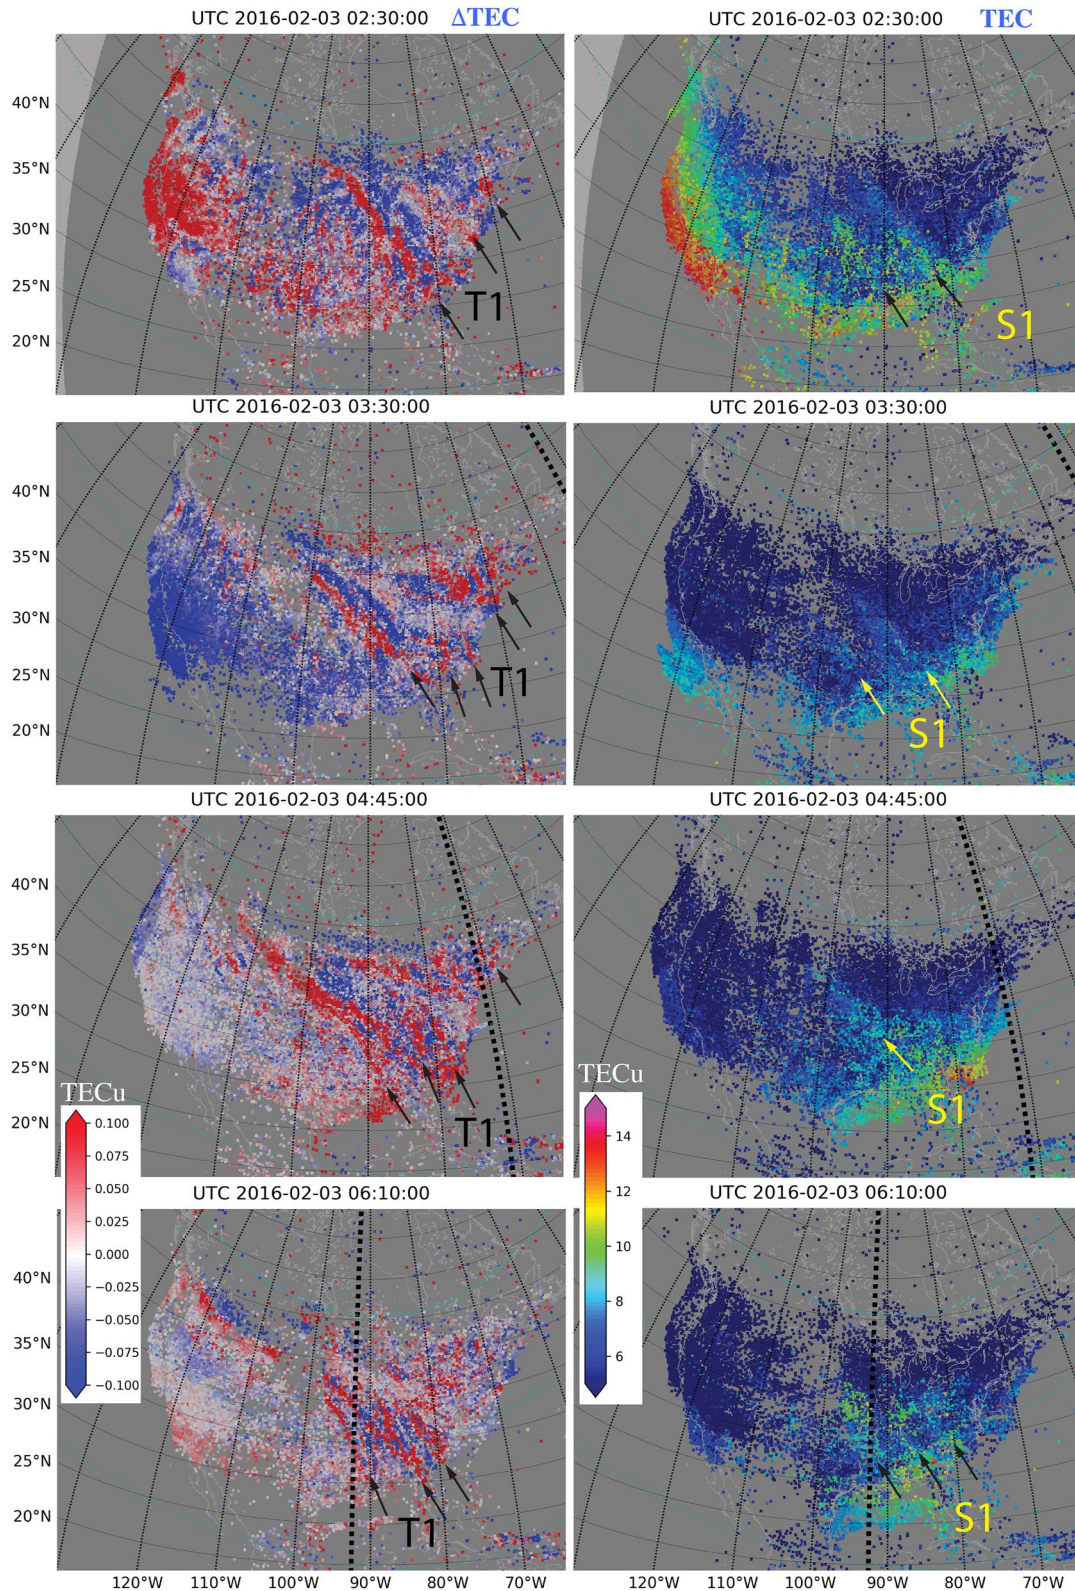 UTC 2016-02-03 02:30:00 ΔTEC
UTC 2016-02-03 02:30:00 TEC
40°N
35°N
30°N
25°N
20°N
T1
S1
UTC 2016-02-03 03:30:00
UTC 2016-02-03 03:30:00
40°N
35°N
30°N
25°N
20°N
T1
S1
UTC 2016-02-03 04:45:00
UTC 2016-02-03 04:45:00
40°N
35°N
30°N
25°N
20°N
T1
S1
TECu
0.100
0.075
0.050
0.025
0.000
−0.025
−0.050
−0.075
−0.100
TECu
14
12
10
8
6
UTC 2016-02-03 06:10:00
UTC 2016-02-03 06:10:00
40°N
35°N
30°N
25°N
20°N
T1
S1
120°W 110°W 100°W 90°W 80°W 70°W
120°W 110°W 100°W 90°W 80°W 70°W